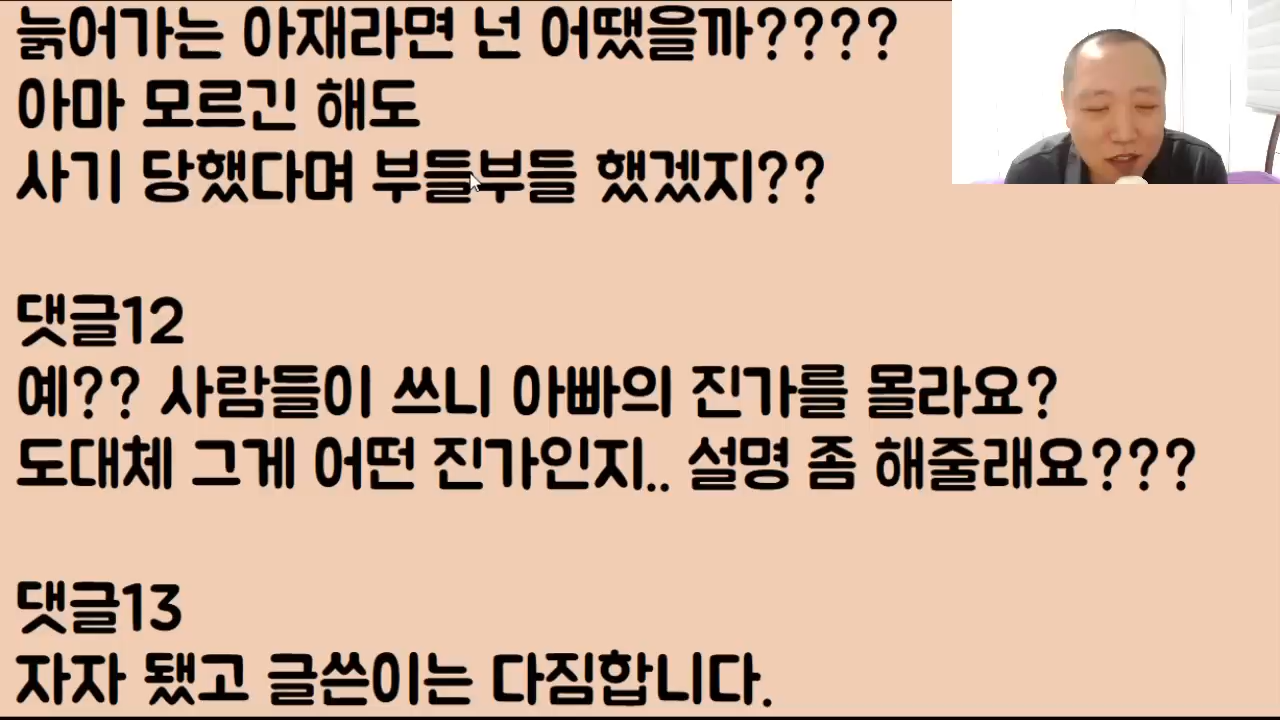 늙어가는 아재라면 넌 어땠을까????
아마 모르긴 해도
사기 당했다며 부들부들 했겠지??
댓글12
예?? 사람들이 쓰니 아빠의 진가를 몰라요?
도대체 그게 어떤 진가인지.. 설명 좀 해줄래요???
댓글13
자자 됐고 글쓴이는 다짐합니다.